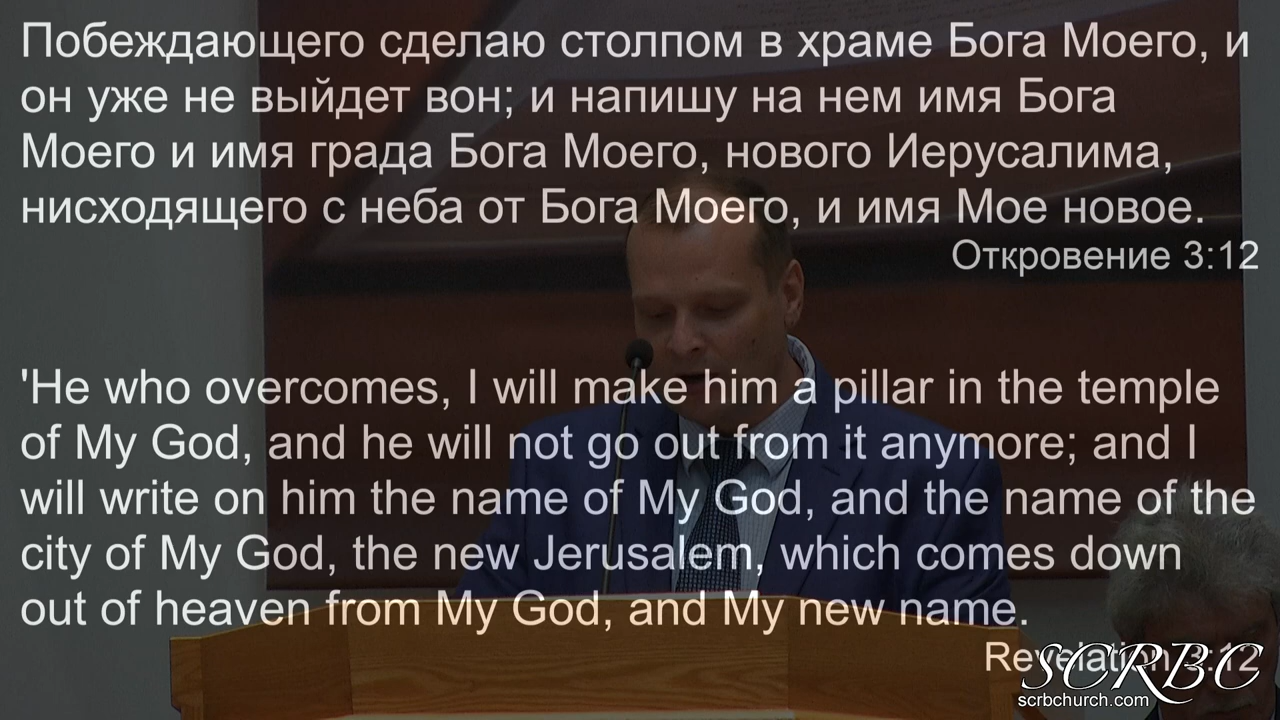 Побеждающего сделаю столпом в храме Бога Моего, и
он уже не выйдет вон; и напишу на нем имя Бога
Моего и имя града Бога Моего, нового Иерусалима,
нисходящего с неба от Бога Моего, и имя Мое новое.
Откровение 3:12
'He who overcomes, I will make him a pillar in the temple
of My God, and he will not go out from it anymore; and I
will write on him the name of My God, and the name of the
city of My God, the new Jerusalem, which comes down
out of heaven from My God, and My new name.
Revelation 3:12
SCRBC
scrbchurch.com